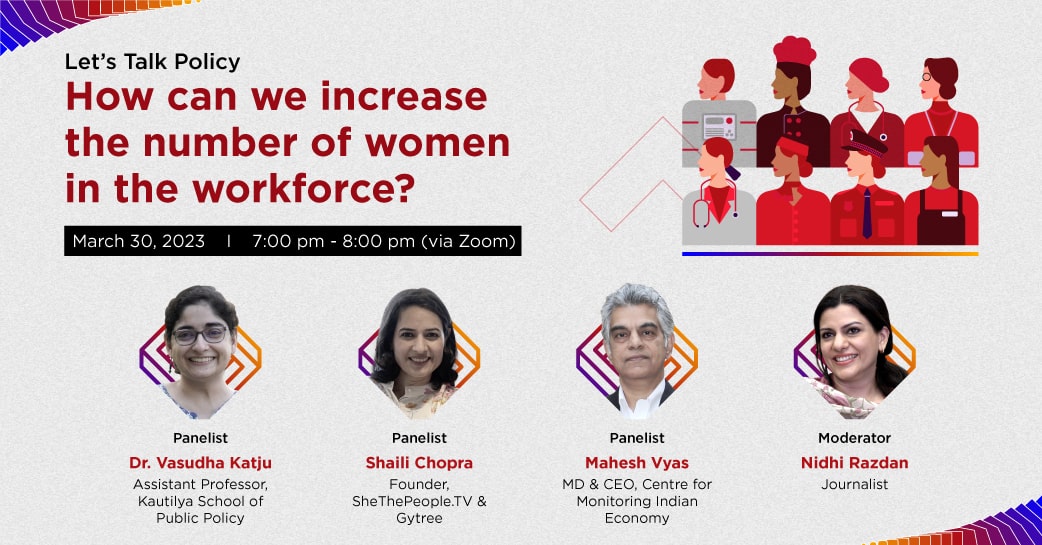 Let’s Talk Policy
How can we increase
the number of women
in the workforce?
March 30, 2023 I 7:00 pm - 8:00 pm (via Zoom)
Panelist
Dr. Vasudha Katju
Assistant Professor,
Kautilya School of
Public Policy
Panelist
Shaili Chopra
Founder,
SheThePeople.TV &
Gytree
Panelist
Mahesh Vyas
MD & CEO, Centre for
Monitoring Indian
Economy
Moderator
Nidhi Razdan
Journalist